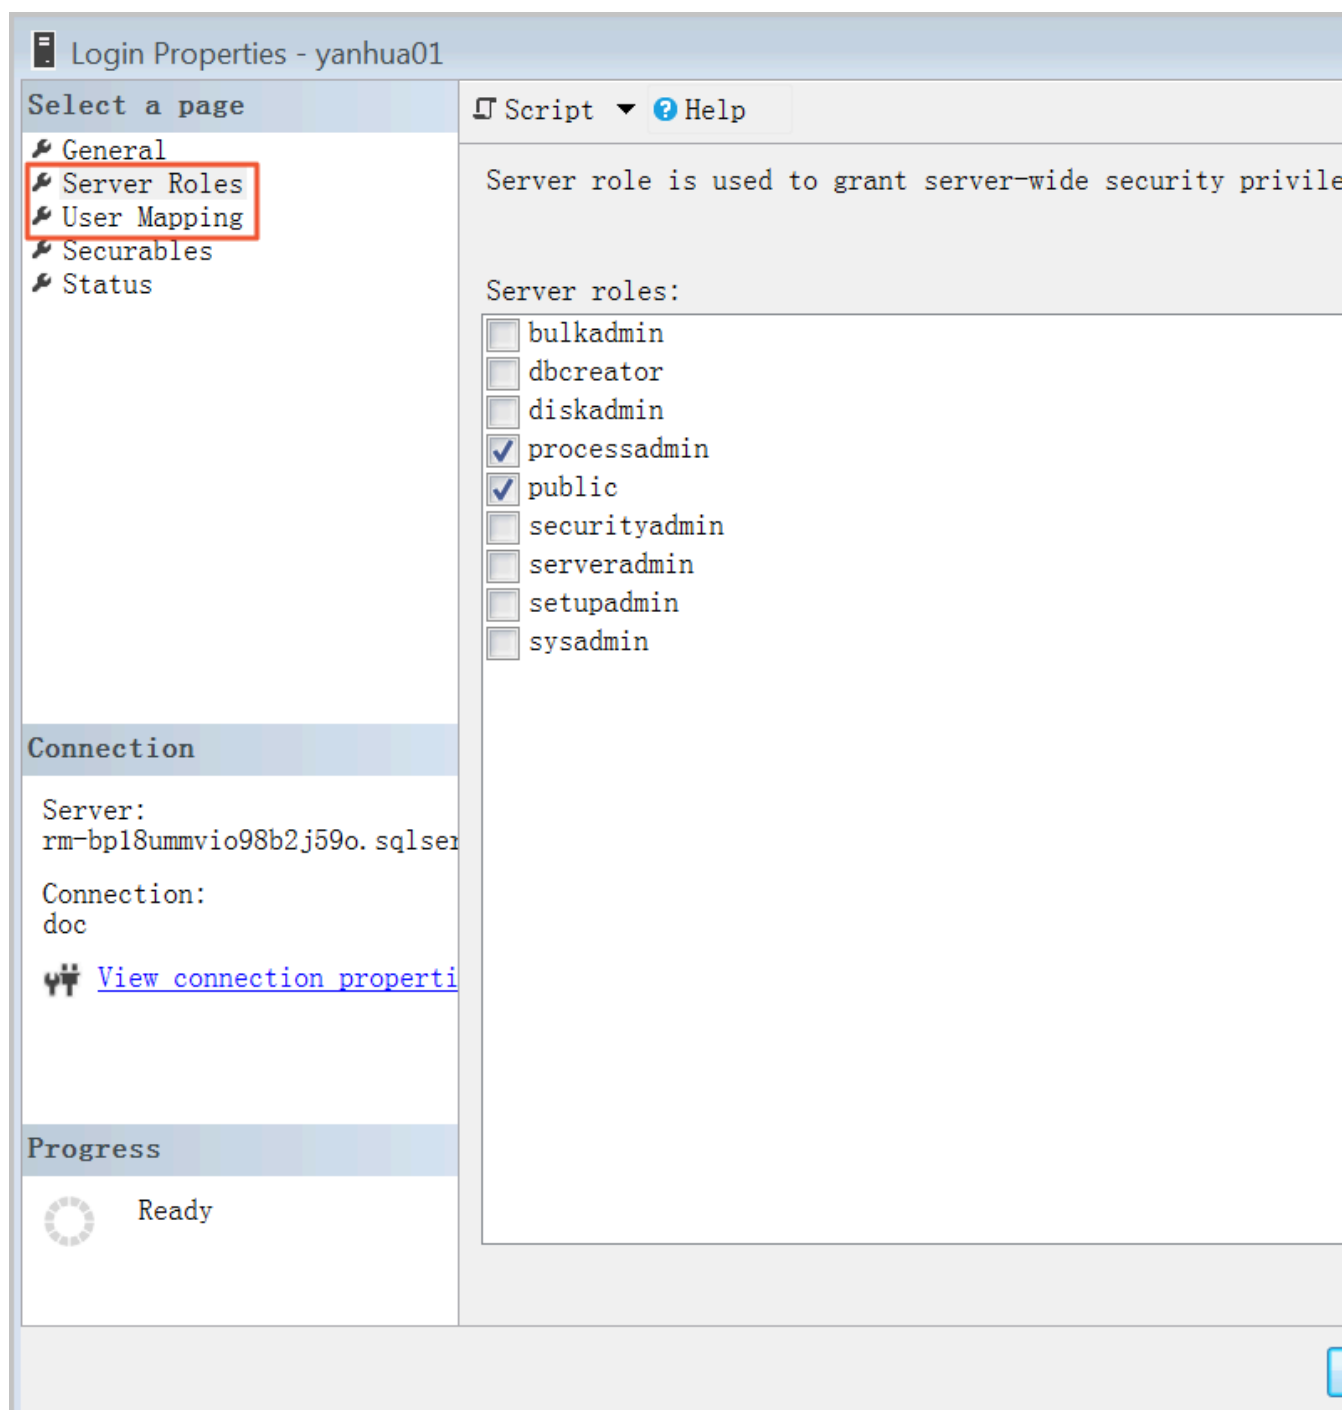 Login Properties - yanhua01
Select a page
General
Server Roles
User Mapping
Securables
Status
Script
Help
Server role is used to grant server-wide security
Server roles:
bulkadmin
dbcreator
diskadmin
processadmin
public
securityadmin
serveradmin
setupadmin
sysadmin
Connection
Server:
rm-bp18ummvio98b2j59o.sqlser
Connection:
doc
View connection properti
Progress
Ready